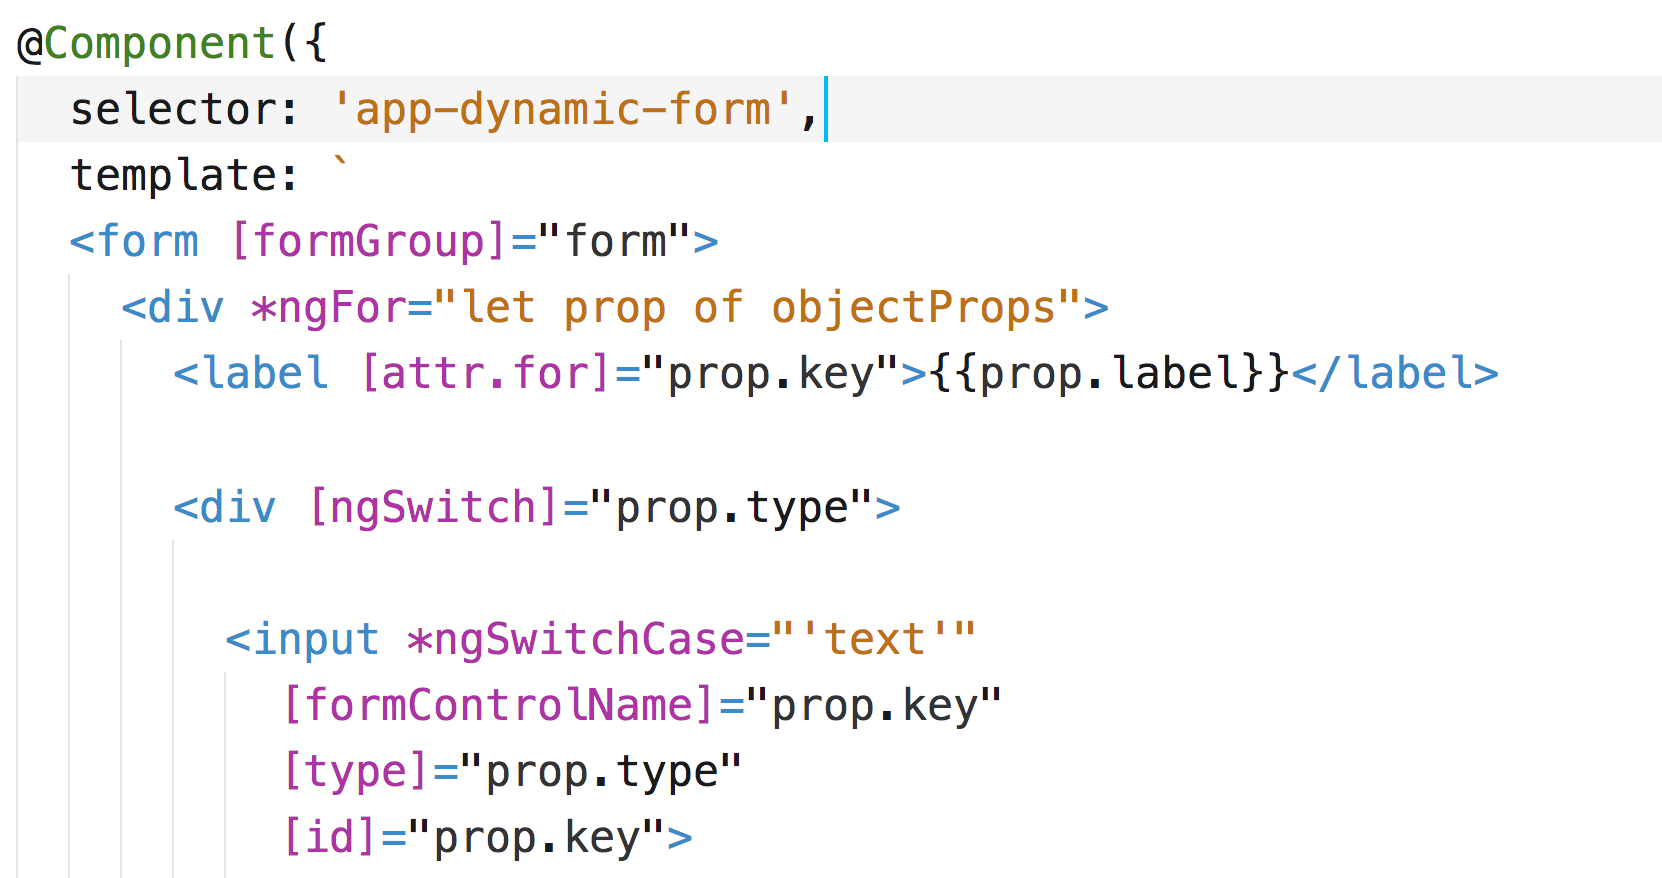 @Component({
  selector: 'app-dynamic-form',
  template: `
  <form [formGroup]="form">
    <div *ngFor="let prop of objectProps">
      <label [attr.for]="prop.key">{{prop.label}}</label>

      <div [ngSwitch]="prop.type">

        <input *ngSwitchCase="'text'"
          [formControlName]="prop.key"
          [type]="prop.type"
          [id]="prop.key">